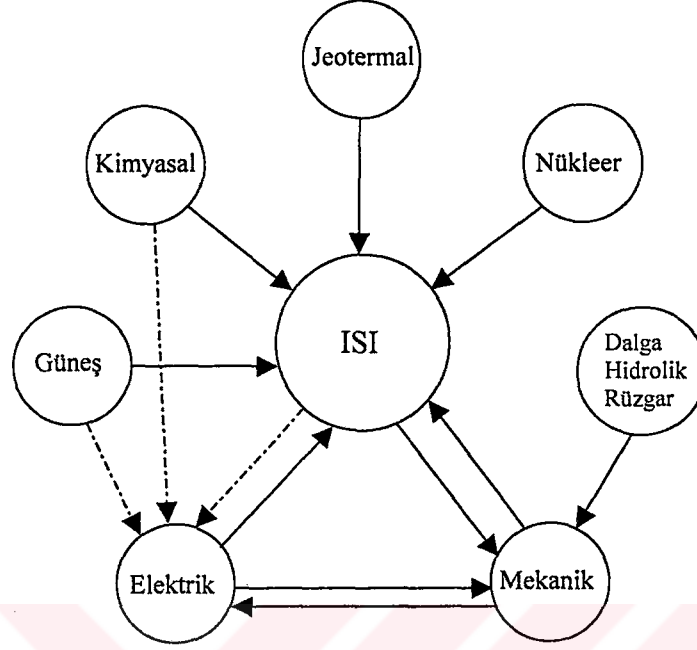 Jeotermal
Kimyasal
Nükleer
ISI
Güneş
Dalga
Hidrolik
Rüzgar
Elektrik
Mekanik